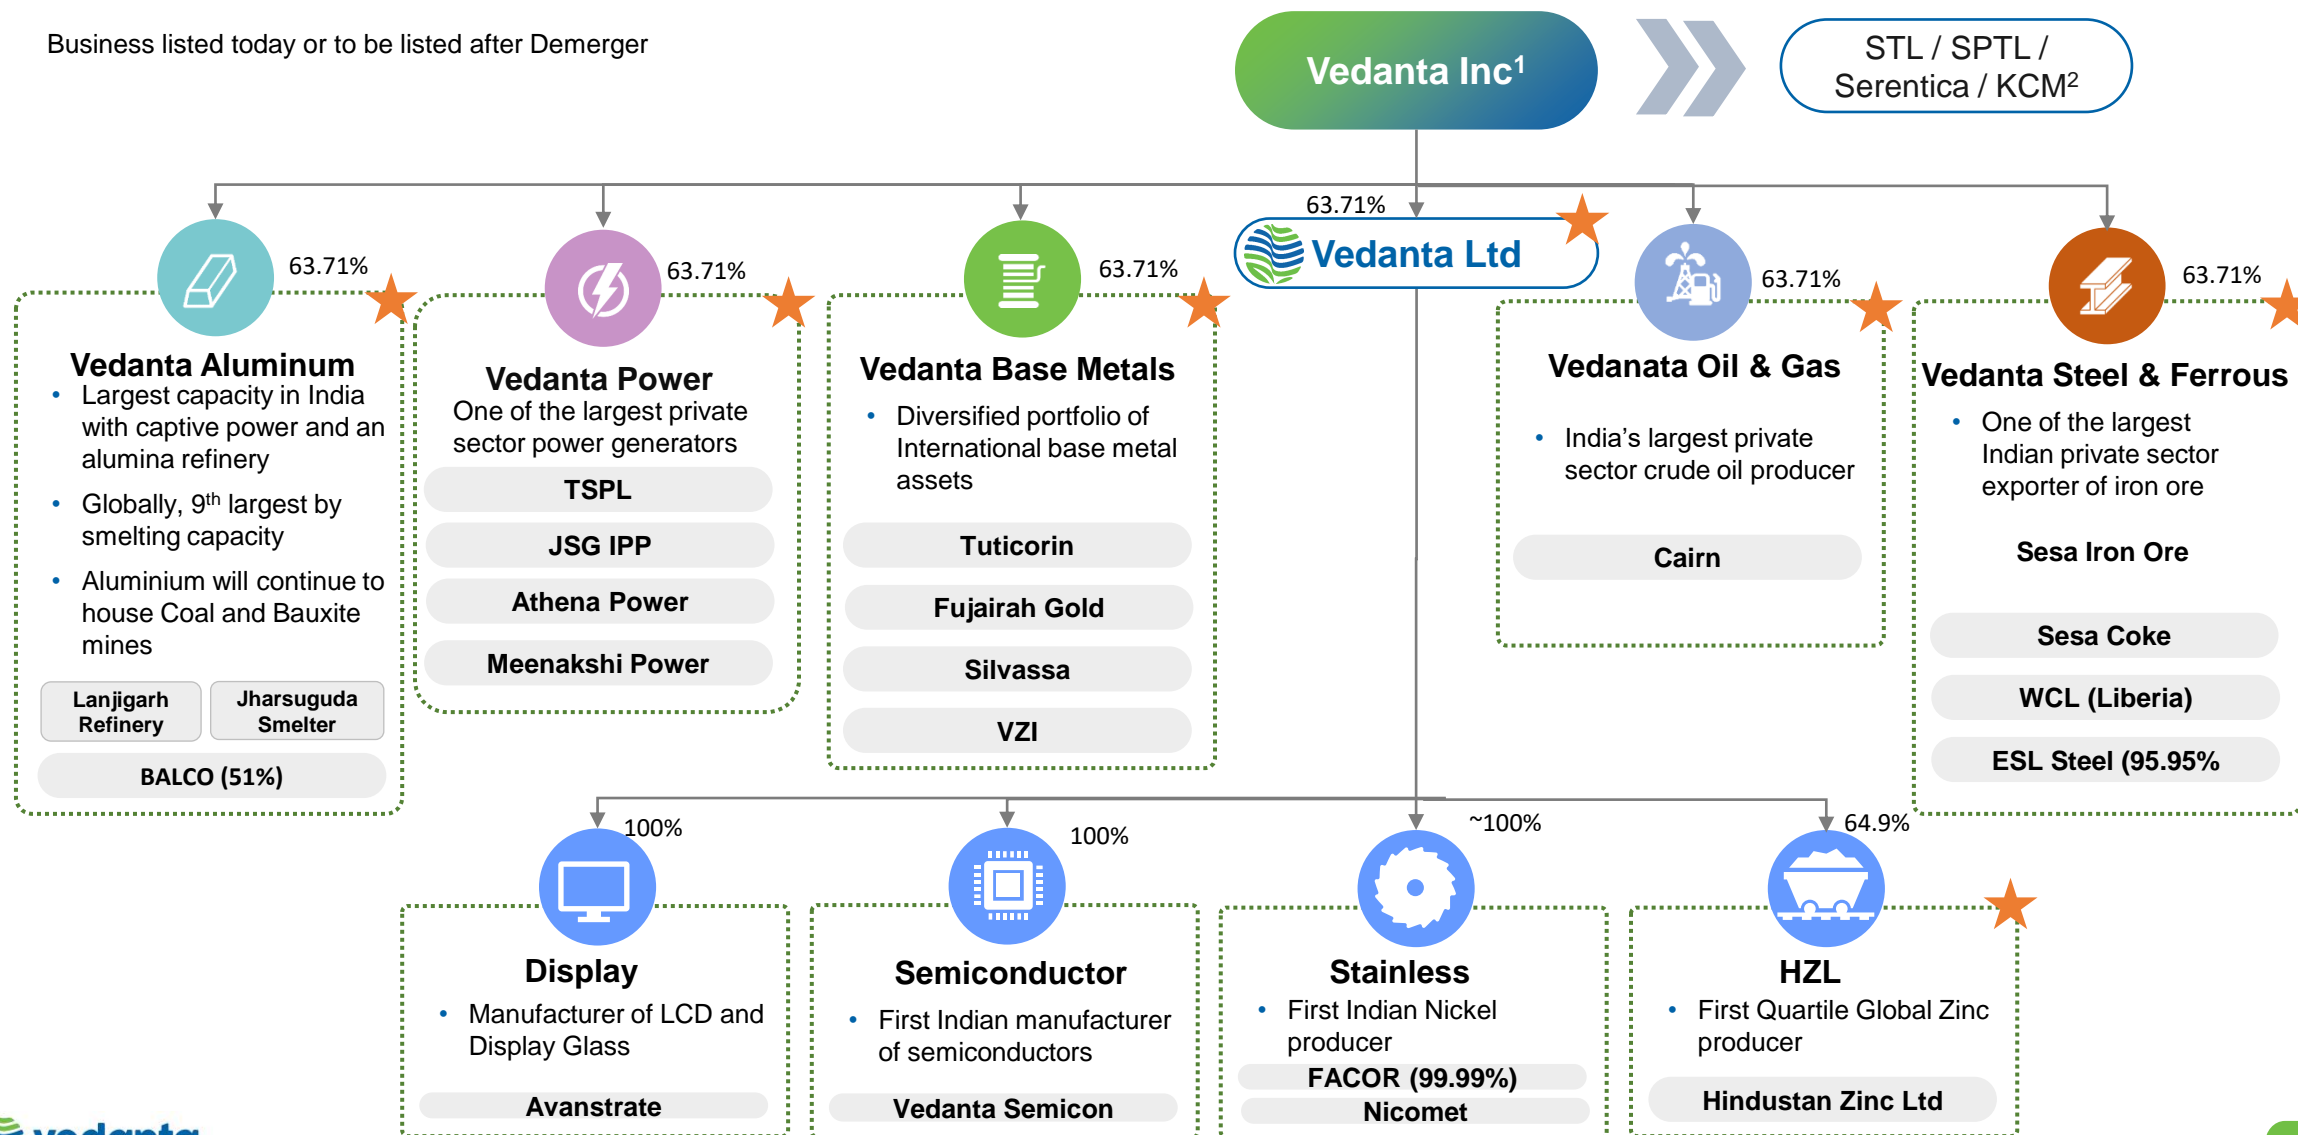 Business listed today or to be listed after Demerger
Vedanta Inc¹
STL / SPTL /
Serentica / KCM²
63.71%
Vedanta Ltd
63.71%
Vedanta Aluminum
• Largest capacity in India
with captive power and an
alumina refinery
• Globally, 9th largest by
smelting capacity
• Aluminium will continue to
house Coal and Bauxite
mines
Lanjigarh
Refinery
Jharsuguda
Smelter
BALCO (51%)
63.71%
Vedanta Power
One of the largest private
sector power generators
TSPL
JSG IPP
Athena Power
Meenakshi Power
63.71%
Vedanta Base Metals
• Diversified portfolio of
International base metal
assets
Tuticorin
Fujairah Gold
Silvassa
VZI
63.71%
Vedanata Oil & Gas
• India’s largest private
sector crude oil producer
Cairn
63.71%
Vedanta Steel & Ferrous
• One of the largest
Indian private sector
exporter of iron ore
Sesa Iron Ore
Sesa Coke
WCL (Liberia)
ESL Steel (95.95%
100%
Display
• Manufacturer of LCD and
Display Glass
Avanstrate
100%
Semiconductor
• First Indian manufacturer
of semiconductors
Vedanta Semicon
~100%
Stainless
• First Indian Nickel
producer
FACOR (99.99%)
Nicomet
64.9%
HZL
• First Quartile Global Zinc
producer
Hindustan Zinc Ltd
vedanta